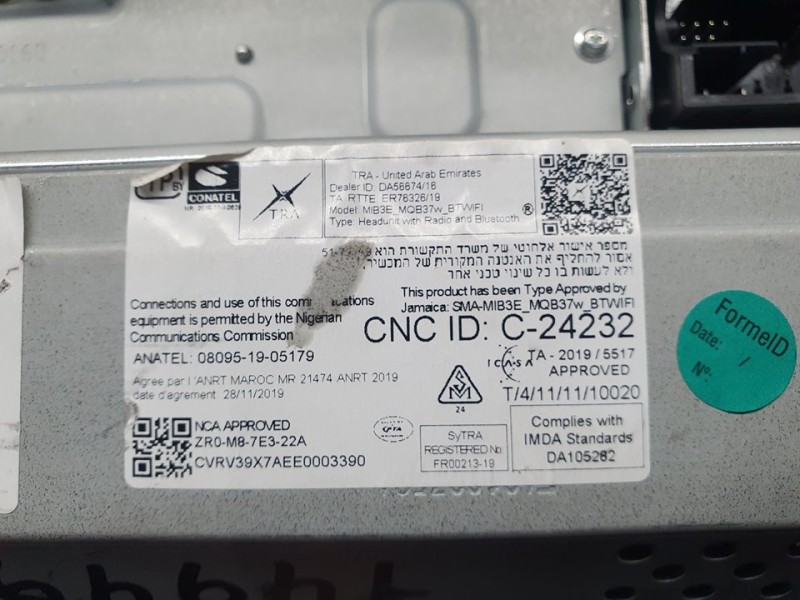 CONATEL
TRA
TRA - United Arab Emirates
Dealer ID: DA56674/16
TA RTTE ER76326/19
Model: MIB3E_MQB37w_BTWIFI
Type: Headunit with Radio and Bluetooth
®
מספר אישור אלחוטי של משרד התקשורת הוא
אסור להחליף את האנטנה המקורית של המכשיר,
ולא לעשות בו כל שינוי טכני אחר
This product has been Type Approved by
Jamaica: SMA-MIB3E_MQB37w_BTWIFI
Connections and use of this
equipment is permitted by the Nigerian
Communications Commission
CNC ID: C-24232
ANATEL: 08095-19-05179
Agree par l'ANRT MAROC MR 21474 ANRT 2019
date d'agrement 28/11/2019
24
ICASA
TA - 2019 / 5517
APPROVED
T/4/11/11/10020
NCA APPROVED
ZR0-M8-7E3-22A
CVRV39X7AEE0003390
SyTRA
REGISTERED No
FR00213-19
Complies with
IMDA Standards
DA105282
FormelD
Date: /
Nº: